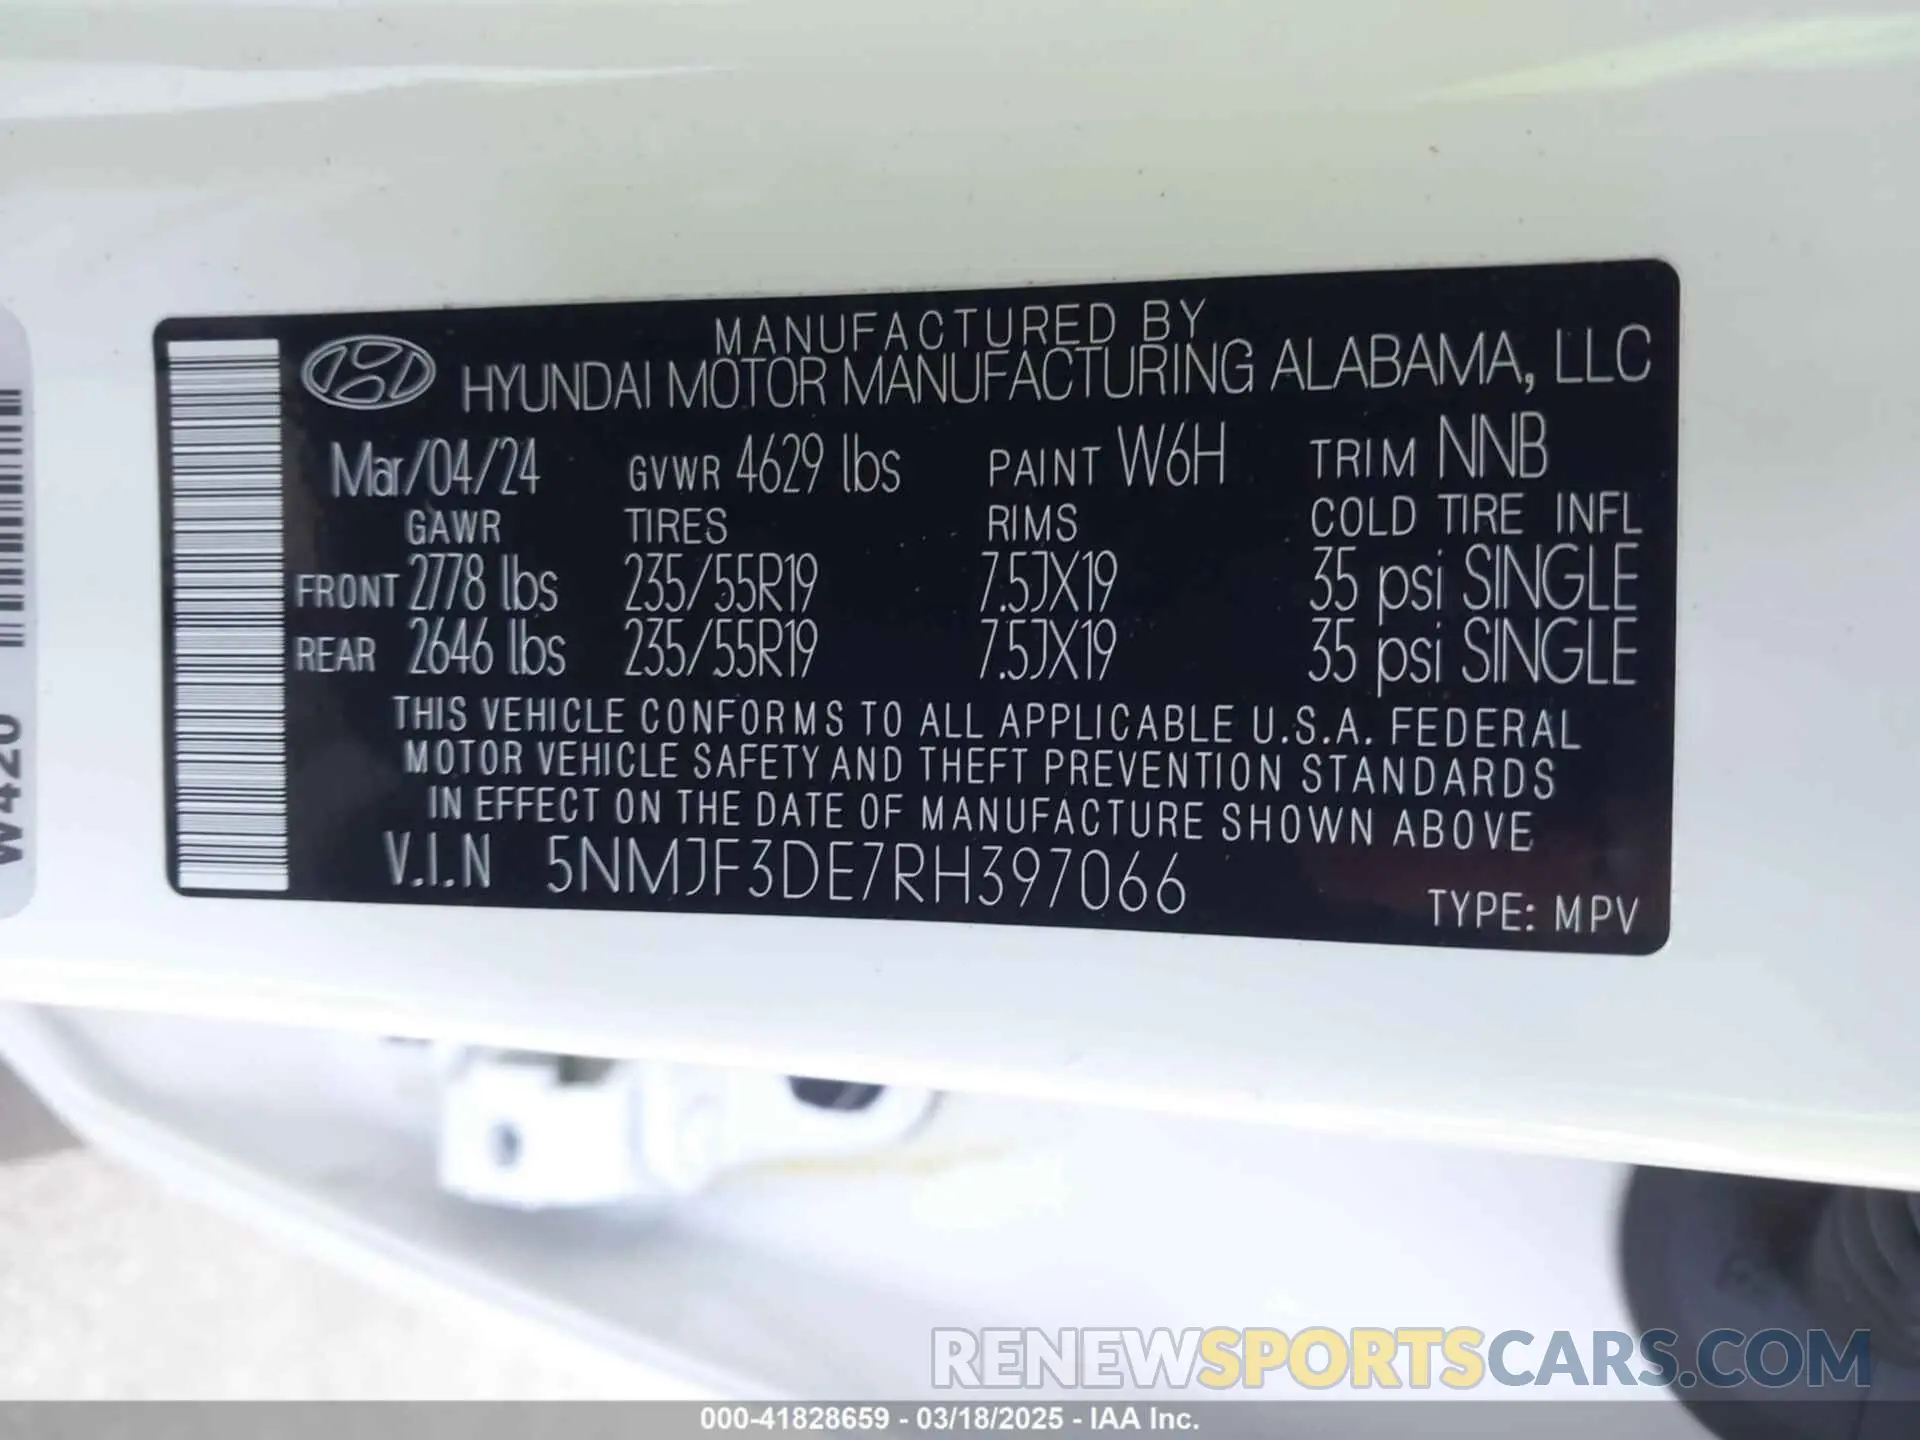 MANUFACTURED BY
HYUNDAI MOTOR MANUFACTURING ALABAMA, LLC
Mar/04/24 GVWR 4629 lbs PAINT W6H TRIM NNB
GAWR TIRES RIMS COLD TIRE INFL
FRONT 2778 lbs 235/55R19 7.5JX19 35 psi SINGLE
REAR 2646 lbs 235/55R19 7.5JX19 35 psi SINGLE
THIS VEHICLE CONFORMS TO ALL APPLICABLE U.S.A. FEDERAL
MOTOR VEHICLE SAFETY AND THEFT PREVENTION STANDARDS
IN EFFECT ON THE DATE OF MANUFACTURE SHOWN ABOVE
V.I.N 5NMJF3DE7RH397066
TYPE: MPV
RENEWSPORTSCARS.COM
000-41828659 - 03/18/2025 - IAA Inc.